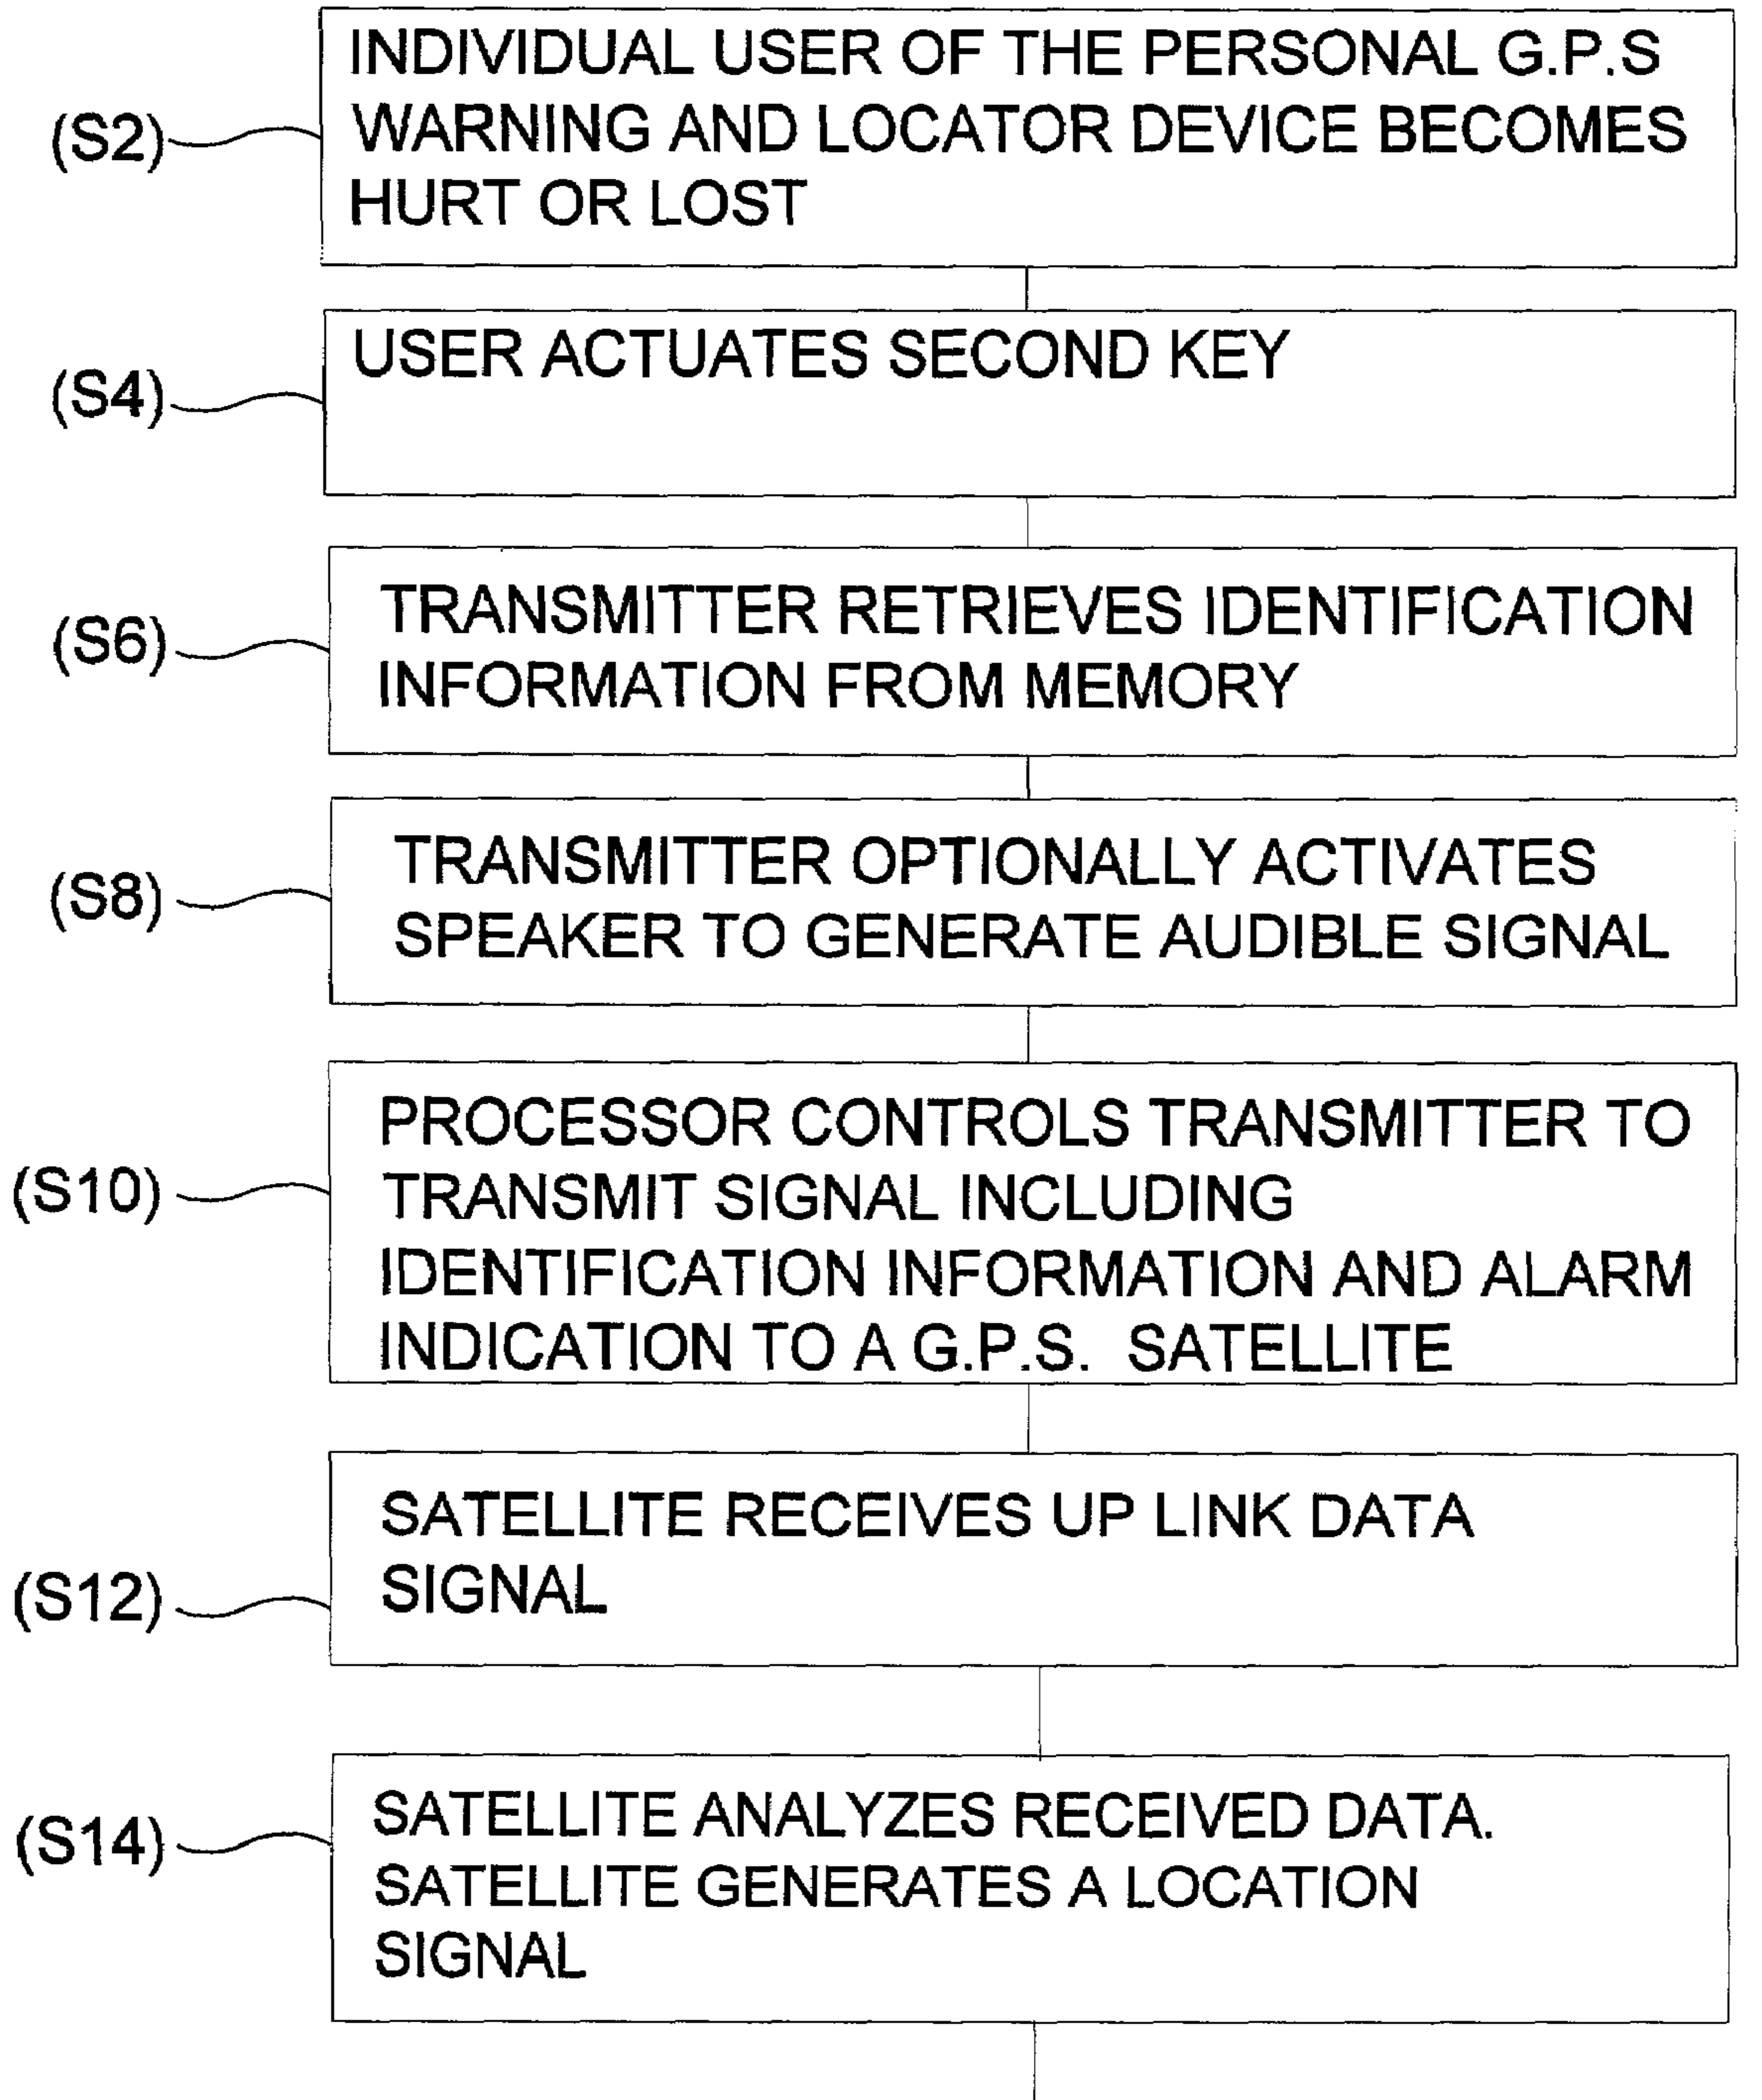 INDIVIDUAL USER OF THE PERSONAL G.P.S
WARNING AND LOCATOR DEVICE BECOMES
HURT OR LOST
(S2)
USER ACTUATES SECOND KEY
(S4)
TRANSMITTER RETRIEVES IDENTIFICATION
INFORMATION FROM MEMORY
(S6)
TRANSMITTER OPTIONALLY ACTIVATES
SPEAKER TO GENERATE AUDIBLE SIGNAL
(S8)
PROCESSOR CONTROLS TRANSMITTER TO
TRANSMIT SIGNAL INCLUDING
IDENTIFICATION INFORMATION AND ALARM
INDICATION TO A G.P.S. SATELLITE
(S10)
SATELLITE RECEIVES UP LINK DATA
SIGNAL
(S12)
SATELLITE ANALYZES RECEIVED DATA.
SATELLITE GENERATES A LOCATION
SIGNAL
(S14)